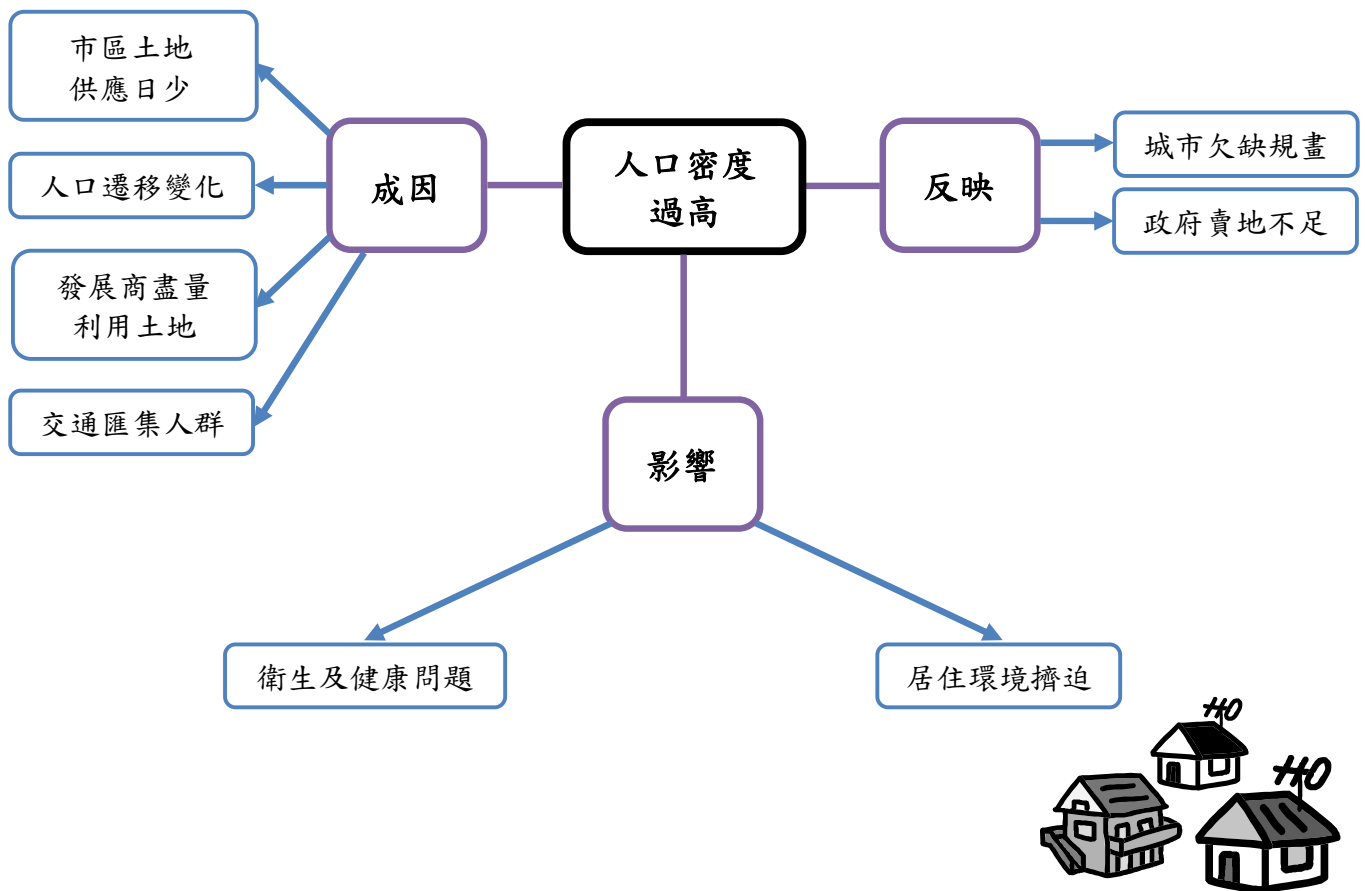 市區土地
供應日少
人口遷移變化
發展商盡量
利用土地
交通匯集人群
成因
人口密度
過高
反映
城市欠缺規畫
政府賣地不足
影響
衞生及健康問題
居住環境擠迫